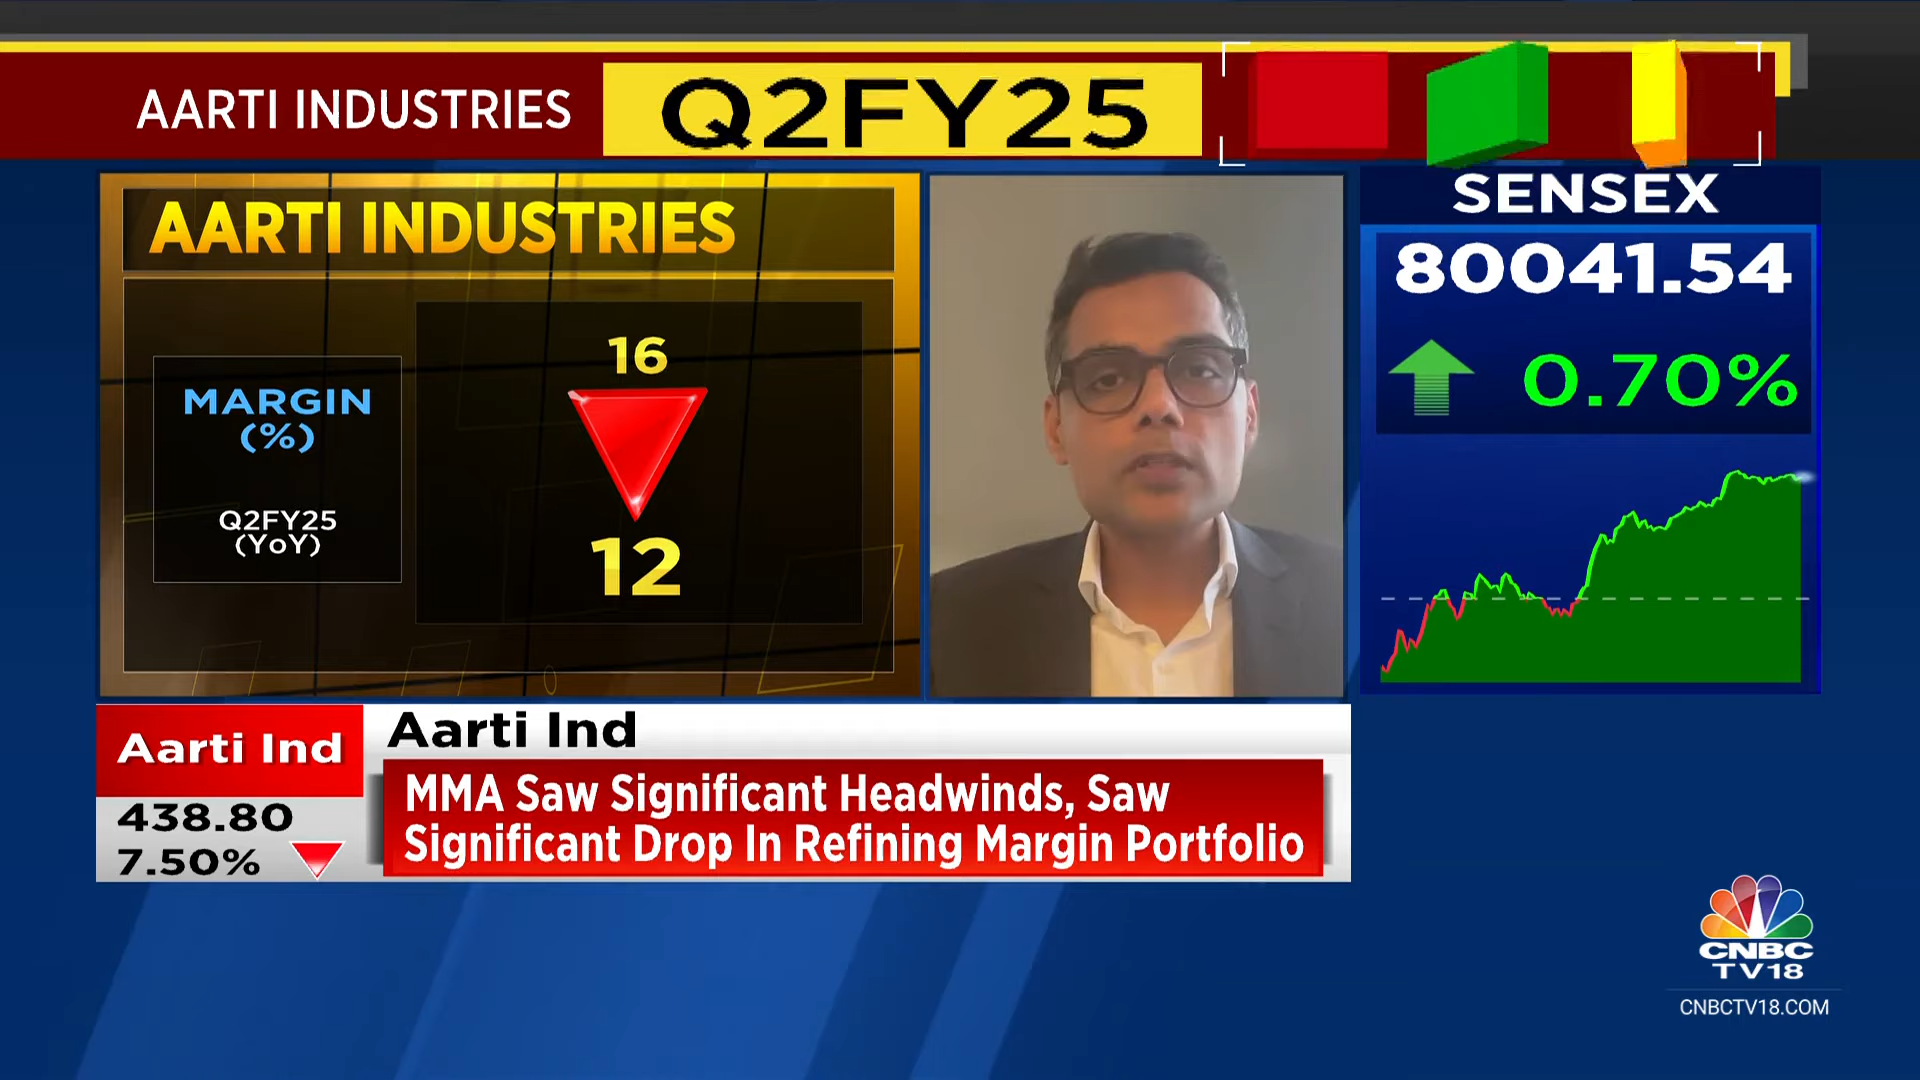 AARTI INDUSTRIES
Q2FY25
AARTI INDUSTRIES
MARGIN
(%)
Q2FY25
(YoY)
16
12
SENSEX
80041.54
0.70%
Aarti Ind
438.80
7.50%
Aarti Ind
MMA Saw Significant Headwinds, Saw
Significant Drop In Refining Margin Portfolio
CNBC
TV18
CNBCTV18.COM